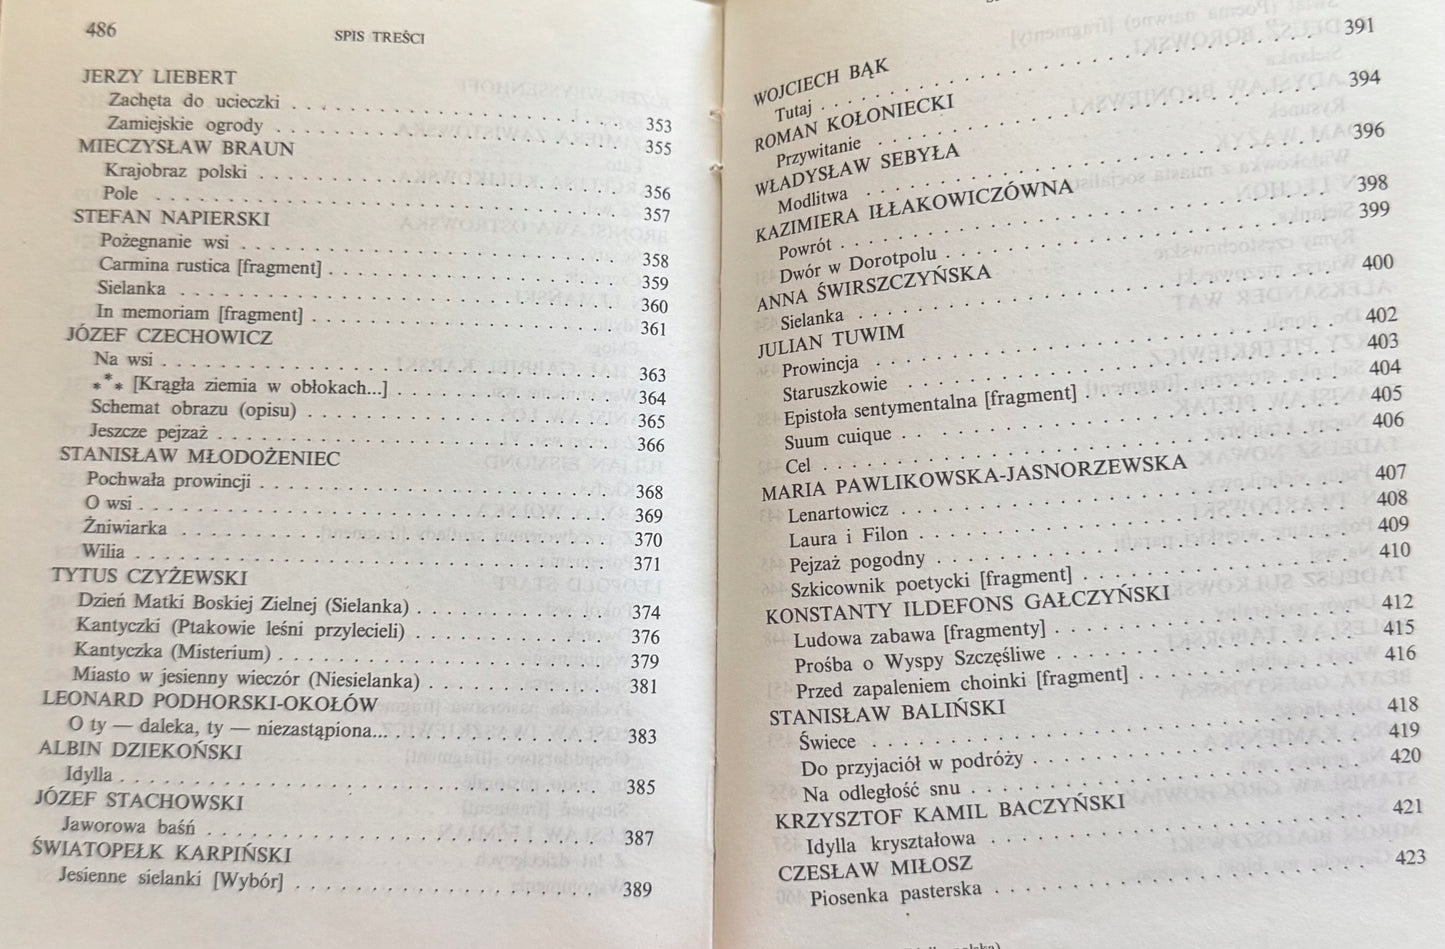 486
SPIS TREŚCI
JERZY LIEBERT
Zachęta do ucieczki . . . . . . . . . . . . . . . . . . . 353
Zamiejskie ogrody . . . . . . . . . . . . . . . . . . . 355
MIECZYSŁAW BRAUN
Krajobraz polski . . . . . . . . . . . . . . . . . . . 356
Pole . . . . . . . . . . . . . . . . . . . 357
STEFAN NAPIERSKI
Pożegnanie wsi . . . . . . . . . . . . . . . . . . . 358
Carmina rustica [fragment] . . . . . . . . . . . . . . . . . . . 359
Sielanka . . . . . . . . . . . . . . . . . . . 360
In memoriam [fragment] . . . . . . . . . . . . . . . . . . . 361
JÓZEF CZECHOWICZ
Na wsi . . . . . . . . . . . . . . . . . . . 363
*** [Krągła ziemia w obłokach...] . . . . . . . . . . . . . . . 364
Schemat obrazu (opisu) . . . . . . . . . . . . . . . . . . . 365
Jeszcze pejzaż . . . . . . . . . . . . . . . . . . . 366
STANISŁAW MŁODOŻENIEC
Pochwała prowincji . . . . . . . . . . . . . . . . . . . 368
O wsi . . . . . . . . . . . . . . . . . . . 369
Żniwiarka . . . . . . . . . . . . . . . . . . . 370
Wilia . . . . . . . . . . . . . . . . . . . 371
TYTUS CZYŻEWSKI
Dzień Matki Boskiej Zielnej (Sielanka) . . . . . . . . . . . . 374
Kantyczki (Ptakowie leśni przylecieli) . . . . . . . . . . . . 376
Kantyczka (Misterium) . . . . . . . . . . . . . . . . . . . 379
Miasto w jesienny wieczór (Niesielanka) . . . . . . . . . . . . 381
LEONARD PODHORSKI-OKOŁÓW
O ty — daleka, ty — niezastąpiona... . . . . . . . . . . . . . 383
ALBIN DZIEKOŃSKI
Idylla . . . . . . . . . . . . . . . . . . . 385
JÓZEF STACHOWSKI
Jaworowa baśń . . . . . . . . . . . . . . . . . . . 387
ŚWIATOPEŁK KARPIŃSKI
Jesienne sielanki [Wybór] . . . . . . . . . . . . . . . . . . . 389
WOJCIECH BĄK
Tutaj . . . . . . . . . . . . . . . . . . . 391
ROMAN KOŁONIECKI
Przywitanie . . . . . . . . . . . . . . . . . . . 394
WŁADYSŁAW SEBYŁA
Modlitwa . . . . . . . . . . . . . . . . . . . 396
KAZIMIERA IŁŁAKOWICZÓWNA
Powrót . . . . . . . . . . . . . . . . . . . 398
Dwór w Dorotpolu . . . . . . . . . . . . . . . . . . . 399
ANNA ŚWIRSZCZYŃSKA
Sielanka . . . . . . . . . . . . . . . . . . . 400
JULIAN TUWIM
Prowincja . . . . . . . . . . . . . . . . . . . 402
Staruszkowie . . . . . . . . . . . . . . . . . . . 403
Epistoła sentymentalna [fragment] . . . . . . . . . . . . . . . 404
Suum cuique . . . . . . . . . . . . . . . . . . . 405
Cel . . . . . . . . . . . . . . . . . . . 406
MARIA PAWLIKOWSKA-JASNORZEWSKA
Lenartowicz . . . . . . . . . . . . . . . . . . . 407
Laura i Filon . . . . . . . . . . . . . . . . . . . 408
Pejzaż pogodny . . . . . . . . . . . . . . . . . . . 409
Szkicownik poetycki [fragment] . . . . . . . . . . . . . . . 410
KONSTANTY ILDEFONS GAŁCZYŃSKI
Ludowa zabawa [fragmenty] . . . . . . . . . . . . . . . . . 412
Prośba o Wyspy Szczęśliwe . . . . . . . . . . . . . . . . . 415
Przed zapaleniem choinki [fragment] . . . . . . . . . . . . . 416
STANISŁAW BALIŃSKI
Świece . . . . . . . . . . . . . . . . . . . 418
Do przyjaciół w podróży . . . . . . . . . . . . . . . . . 419
Na odległość snu . . . . . . . . . . . . . . . . . . . 420
KRZYSZTOF KAMIL BACZYŃSKI
Idylla kryształowa . . . . . . . . . . . . . . . . . . . 421
CZESŁAW MIŁOSZ
Piosenka pasterska . . . . . . . . . . . . . . . . . . . 423